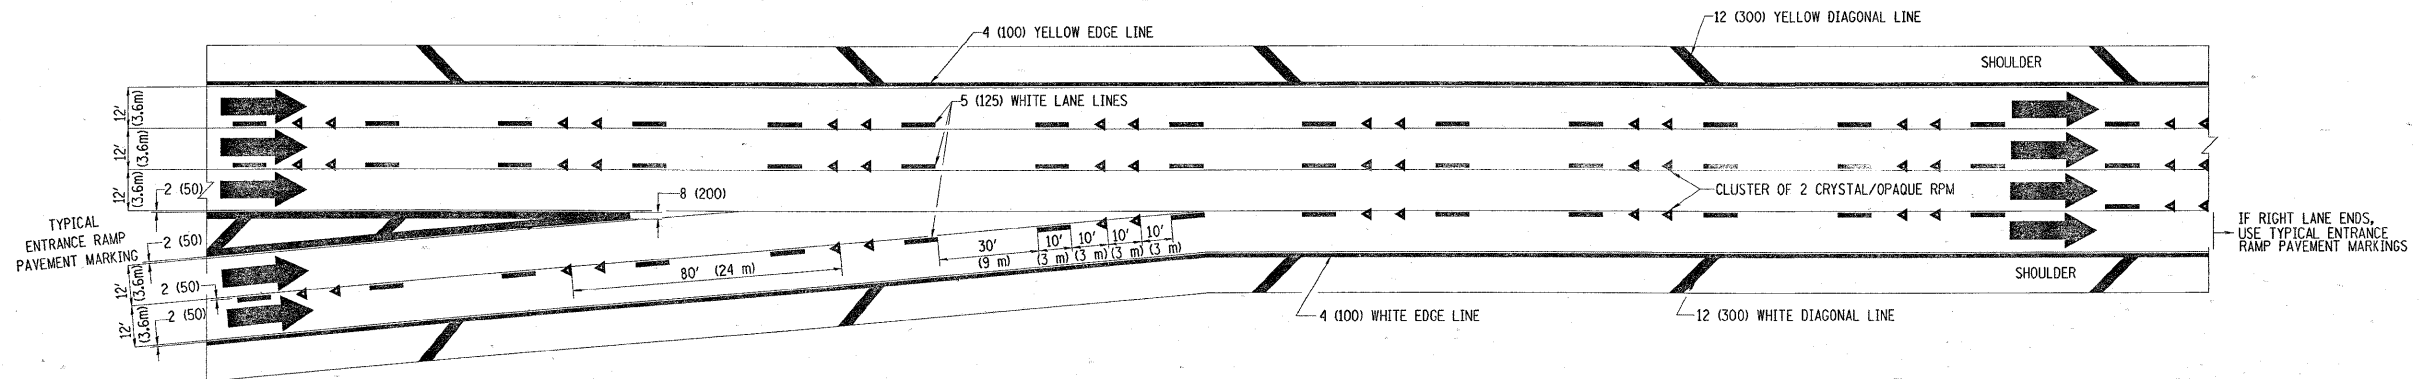 12 (300) YELLOW DIAGONAL LINE
4 (100) YELLOW EDGE LINE
SHOULDER
5 (125) WHITE LANE LINES
12'
(3.6m)
12'
(3.6m)
12'
(3.6m)
2 (50)
8 (200)
CLUSTER OF 2 CRYSTAL/OPAQUE RPM
TYPICAL
ENTRANCE RAMP
PAVEMENT MARKING
2 (50)
IF RIGHT LANE ENDS,
USE TYPICAL ENTRANCE
RAMP PAVEMENT MARKINGS
30'
(9 m)
10'
(3 m)
10'
(3 m)
10'
(3 m)
10'
(3 m)
80' (24 m)
SHOULDER
12'
(3.6m)
2 (50)
12'
(3.6m)
2 (50)
4 (100) WHITE EDGE LINE
12 (300) WHITE DIAGONAL LINE